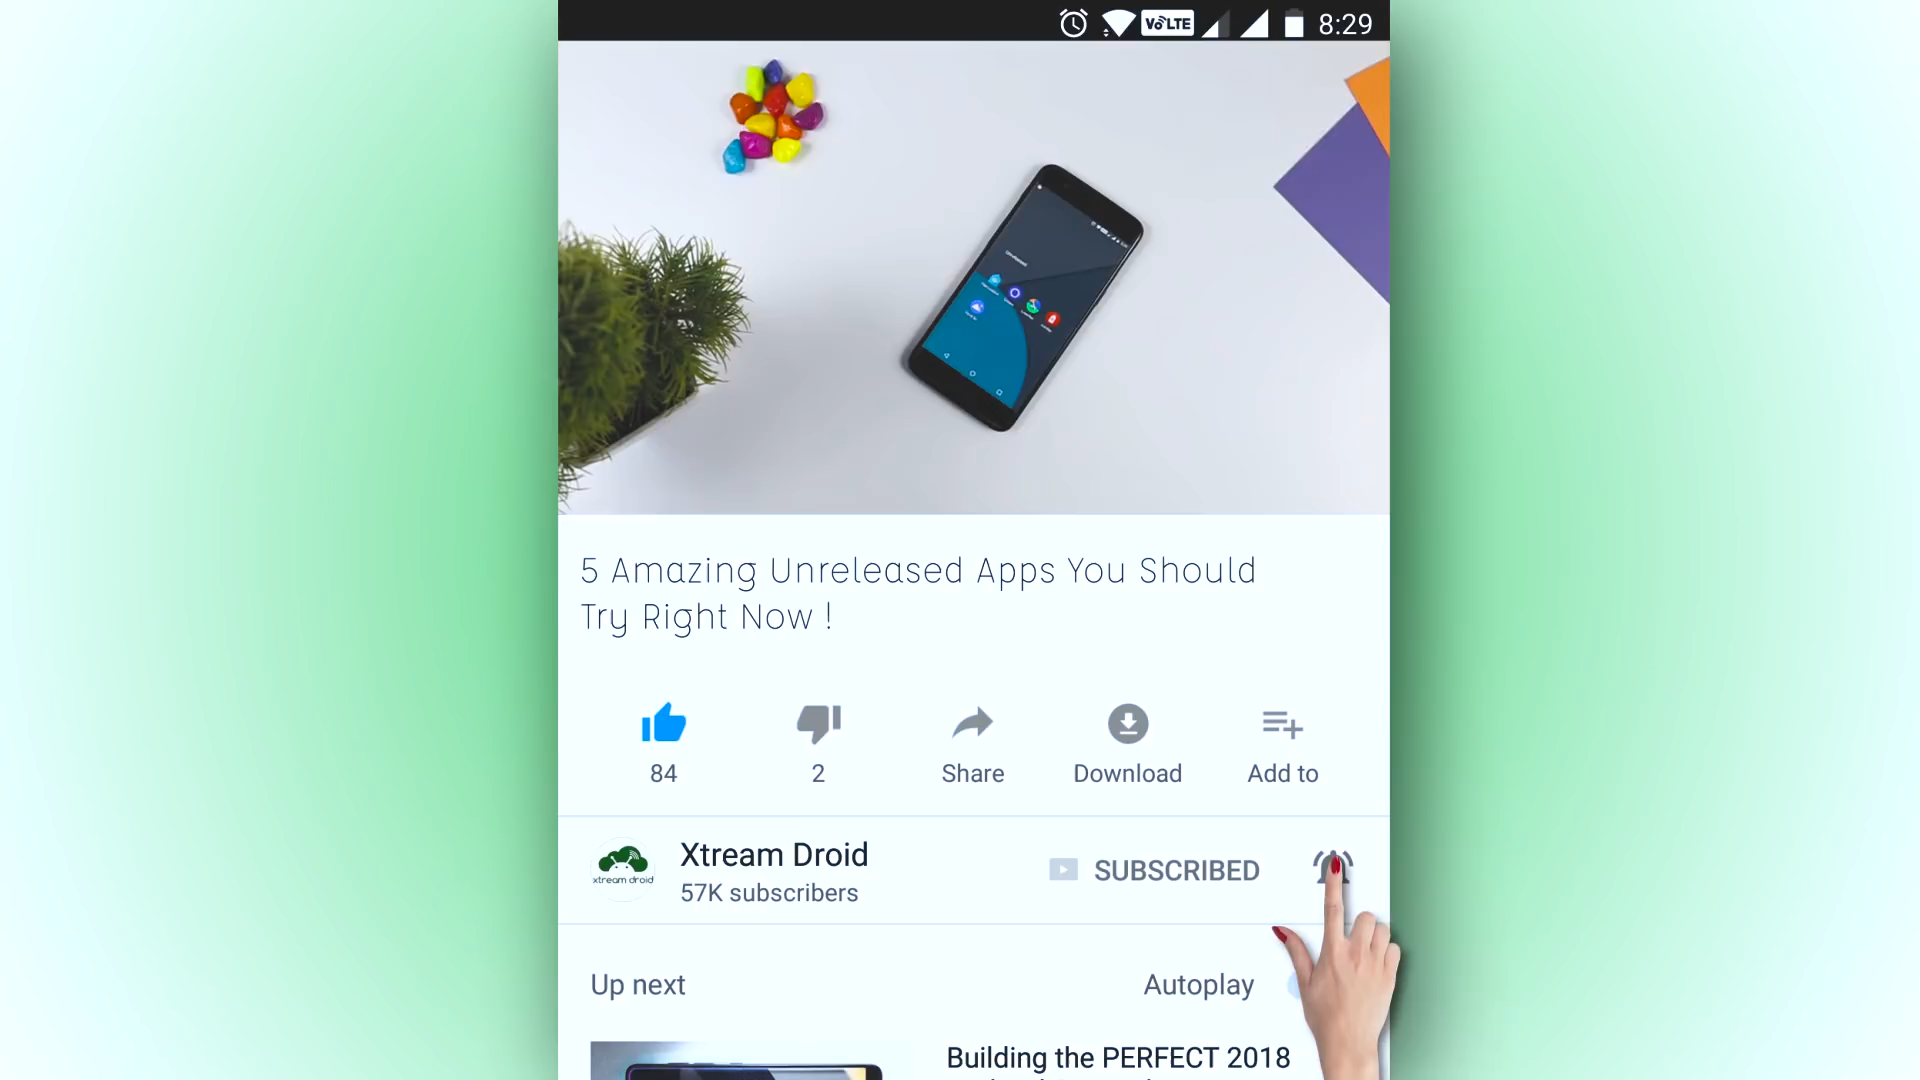 VoLTE 8:29
5 Amazing Unreleased Apps You Should
Try Right Now !
84
2
Share
Download
Add to
xtream droid
Xtream Droid
57K subscribers
SUBSCRIBED
Up next
Autoplay
Building the PERFECT 2018